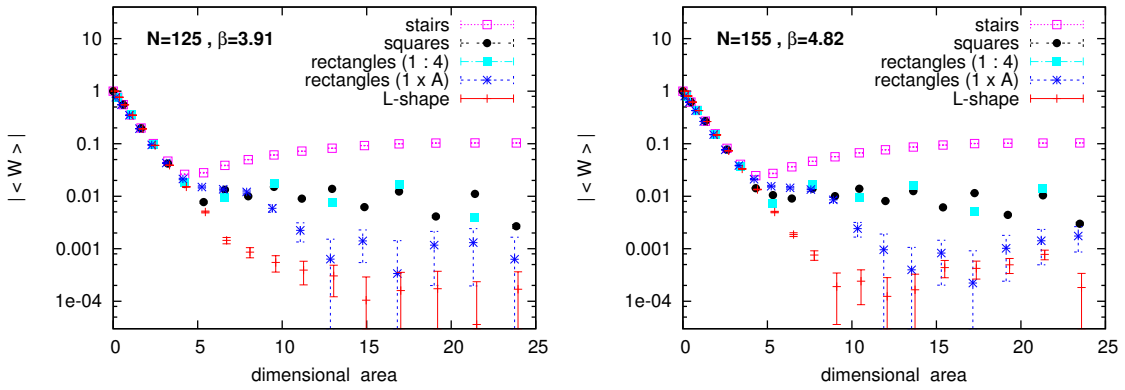 N=125 , β=3.91
stairs
squares
rectangles (1 : 4)
rectangles (1 x A)
L-shape
10
1
0.1
0.01
0.001
1e-04
| < W > |
0 5 10 15 20 25
dimensional area
N=155 , β=4.82
stairs
squares
rectangles (1 : 4)
rectangles (1 x A)
L-shape
10
1
0.1
0.01
0.001
1e-04
| < W > |
0 5 10 15 20 25
dimensional area